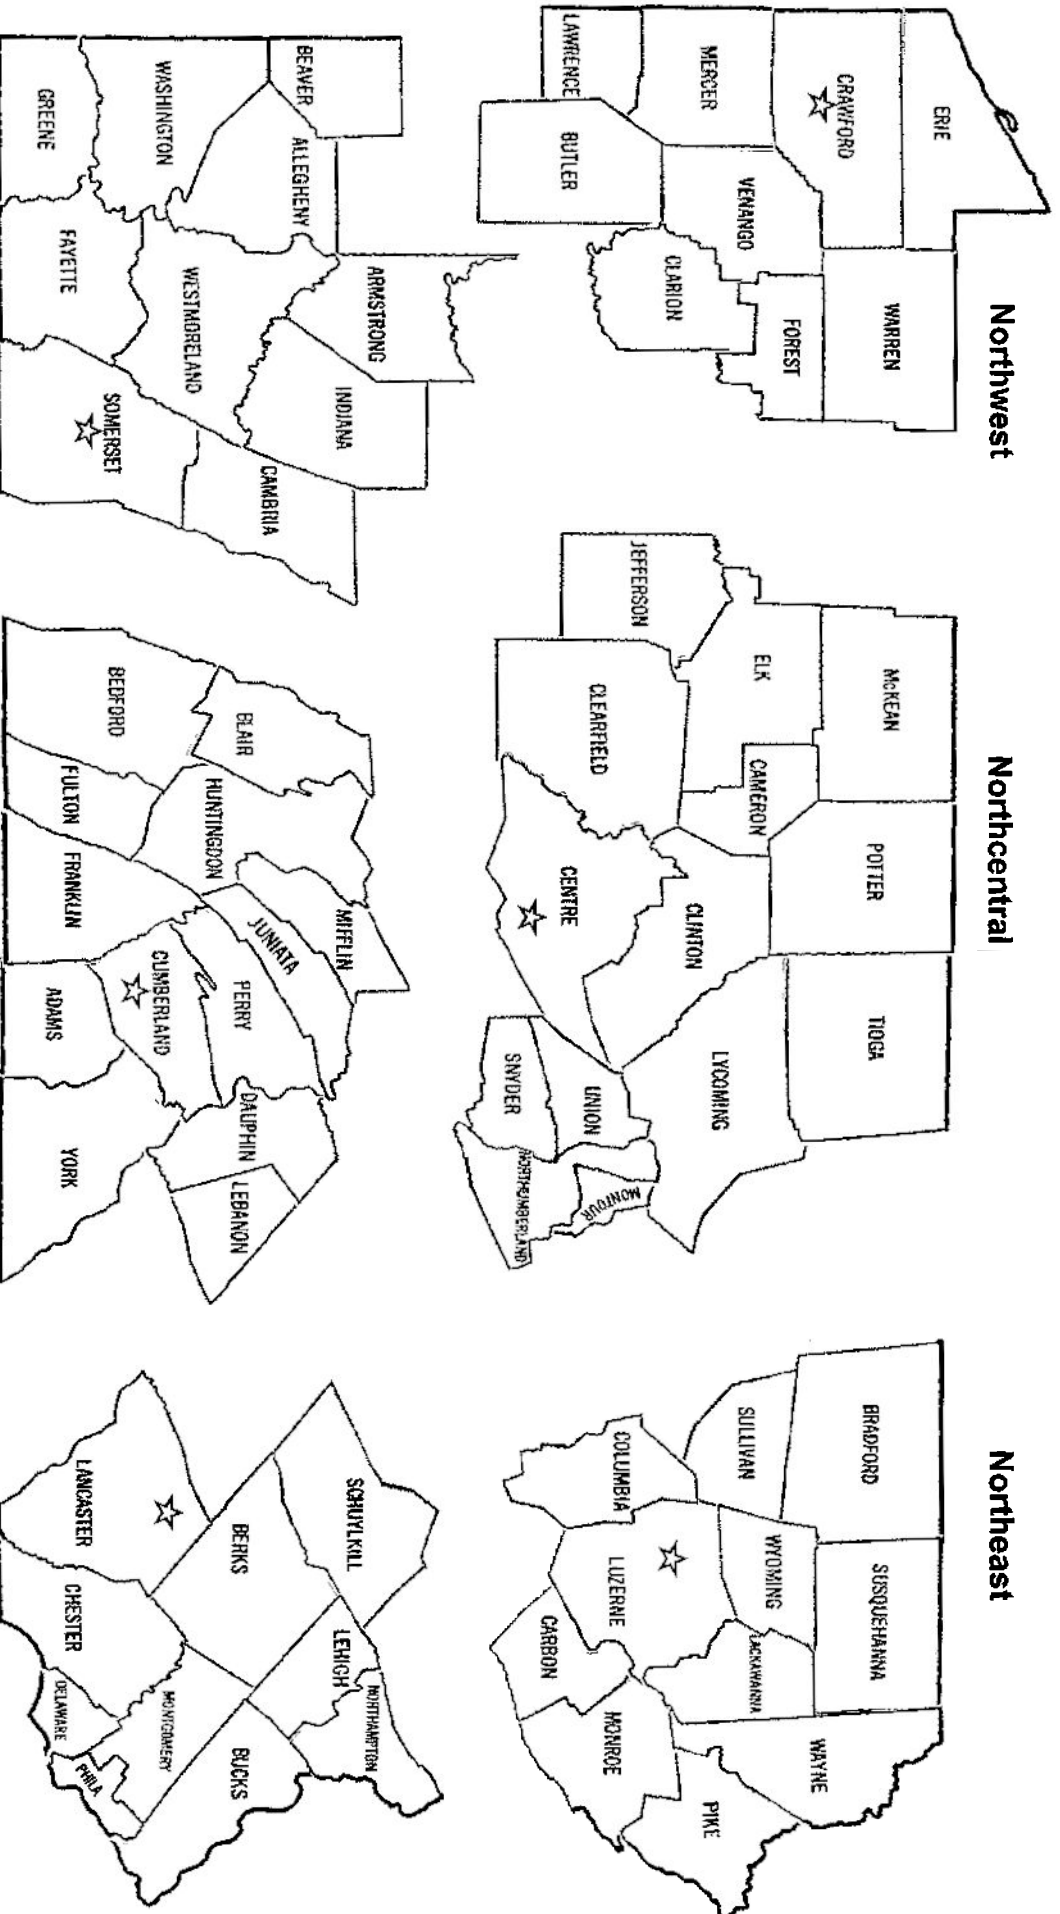 Northwest
Northcentral
Northeast
ERIE
CRAWFORD
WARREN
MERCER
VENANGO
FOREST
LAWRENCE
BUTLER
CLARION
McKEAN
POTTER
TIOGA
ELK
CAMERON
JEFFERSON
CLEARFIELD
CENTRE
CLINTON
LYCOMING
UNION
SNYDER
MONTOUR
NORTHUMBERLAND
BRADFORD
SUSQUEHANNA
WAYNE
SULLIVAN
WYOMING
LACKAWANNA
COLUMBIA
LUZERNE
PIKE
CARBON
MONROE
BEAVER
ALLEGHENY
ARMSTRONG
INDIANA
WASHINGTON
WESTMORELAND
CAMBRIA
GREENE
FAYETTE
SOMERSET
BLAIR
HUNTINGDON
MIFFLIN
JUNIATA
PERRY
DAUPHIN
LEBANON
BEDFORD
FULTON
FRANKLIN
CUMBERLAND
ADAMS
YORK
SCHUYLKILL
LEHIGH
NORTHAMPTON
BERKS
BUCKS
MONTGOMERY
LANCASTER
CHESTER
DELAWARE
PHILA